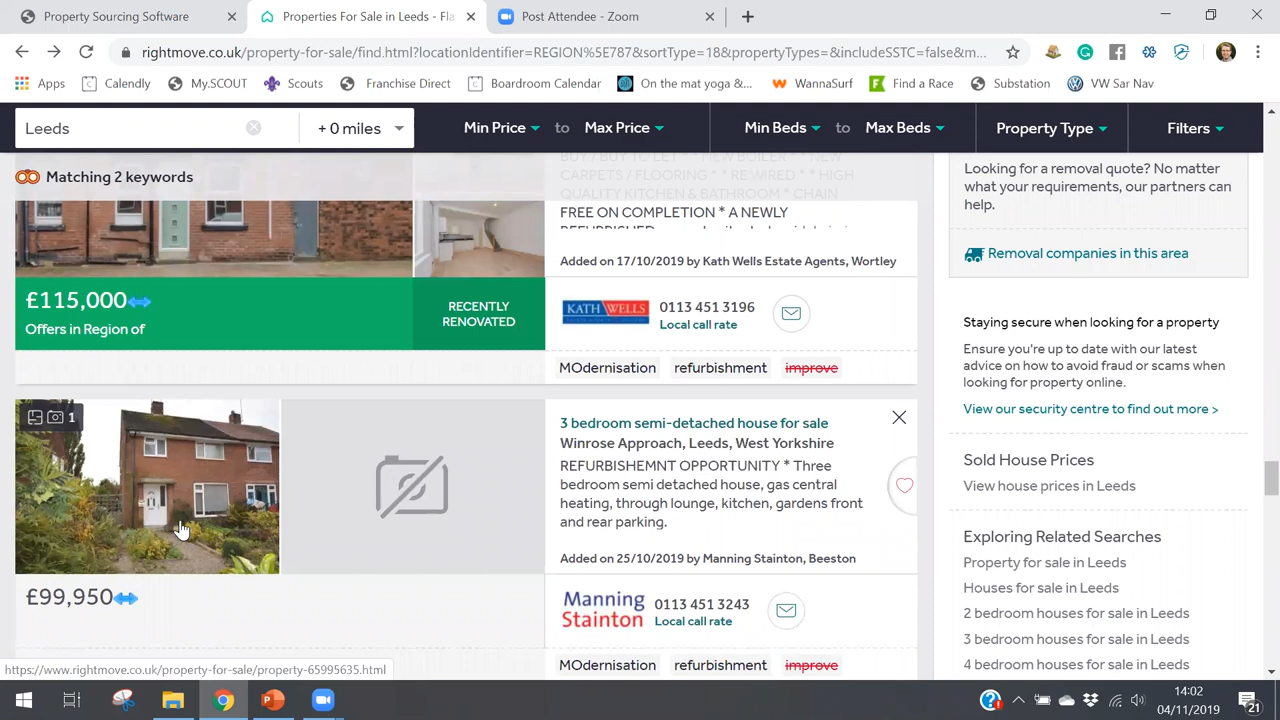 Property Sourcing Software
Properties For Sale in Leeds - Fla
Post Attendee - Zoom
rightmove.co.uk/property-for-sale/find.html?locationIdentifier=REGION%5E787&sortType=18&propertyTypes=&includeSSTC=false&m...
Apps Calendly My.SCOUT Scouts Franchise Direct Boardroom Calendar On the mat yoga &... WannaSurf Find a Race Substation VW Sar Nav
Leeds + 0 miles Min Price to Max Price Min Beds to Max Beds Property Type Filters
Matching 2 keywords
CARPETS / FLOORING * RE-WIRED * HIGH
QUALITY KITCHEN & BATHROOM * CHAIN
FREE ON COMPLETION * A NEWLY
Added on 17/10/2019 by Kath Wells Estate Agents, Wortley
£115,000
Offers in Region of
RECENTLY
RENOVATED
KATH WELLS
0113 451 3196
Local call rate
MOdernisation refurbishment improve
1
3 bedroom semi-detached house for sale
Winrose Approach, Leeds, West Yorkshire
REFURBISHEMNT OPPORTUNITY * Three
bedroom semi detached house, gas central
heating, through lounge, kitchen, gardens front
and rear parking.
Added on 25/10/2019 by Manning Stainton, Beeston
£99,950
Manning
Stainton
0113 451 3243
Local call rate
MOdernisation refurbishment improve
Looking for a removal quote? No matter
what your requirements, our partners can
help.
Removal companies in this area
Staying secure when looking for a property
Ensure you're up to date with our latest
advice on how to avoid fraud or scams when
looking for property online.
View our security centre to find out more >
Sold House Prices
View house prices in Leeds
Exploring Related Searches
Property for sale in Leeds
Houses for sale in Leeds
2 bedroom houses for sale in Leeds
3 bedroom houses for sale in Leeds
4 bedroom houses for sale in Leeds
https://www.rightmove.co.uk/property-for-sale/property-65995635.html
14:02
04/11/2019
21